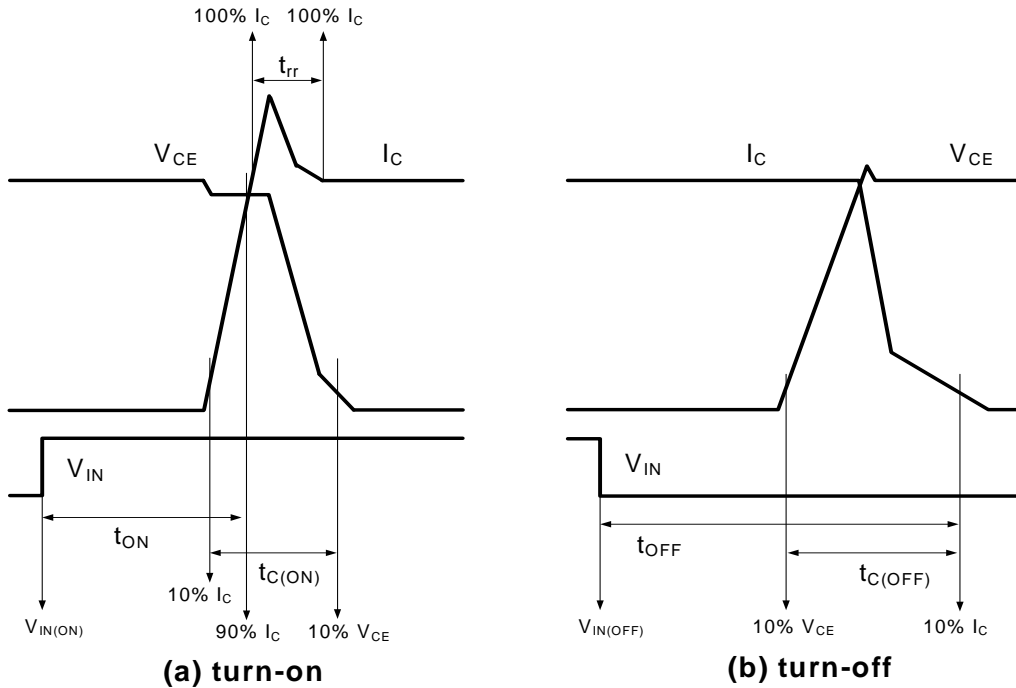 100% IC 100% IC
trr
VCE IC
VIN
tON
tC(ON)
10% IC
VIN(ON) 90% IC 10% VCE
(a) turn-on
IC VCE
VIN
tOFF
tC(OFF)
VIN(OFF) 10% VCE 10% IC
(b) turn-off